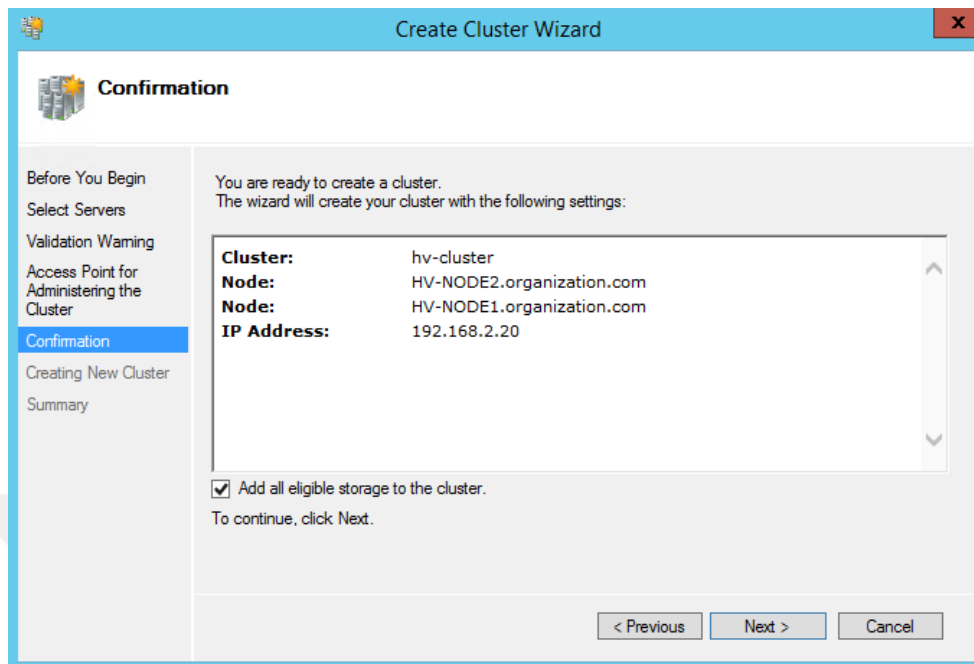 Create Cluster Wizard
x
Confirmation
Before You Begin
Select Servers
Validation Warning
Access Point for
Administering the
Cluster
Confirmation
Creating New Cluster
Summary
You are ready to create a cluster.
The wizard will create your cluster with the following settings:
Cluster: hv-cluster
Node: HV-NODE2.organization.com
Node: HV-NODE1.organization.com
IP Address: 192.168.2.20
Add all eligible storage to the cluster.
To continue, click Next.
< Previous Next > Cancel